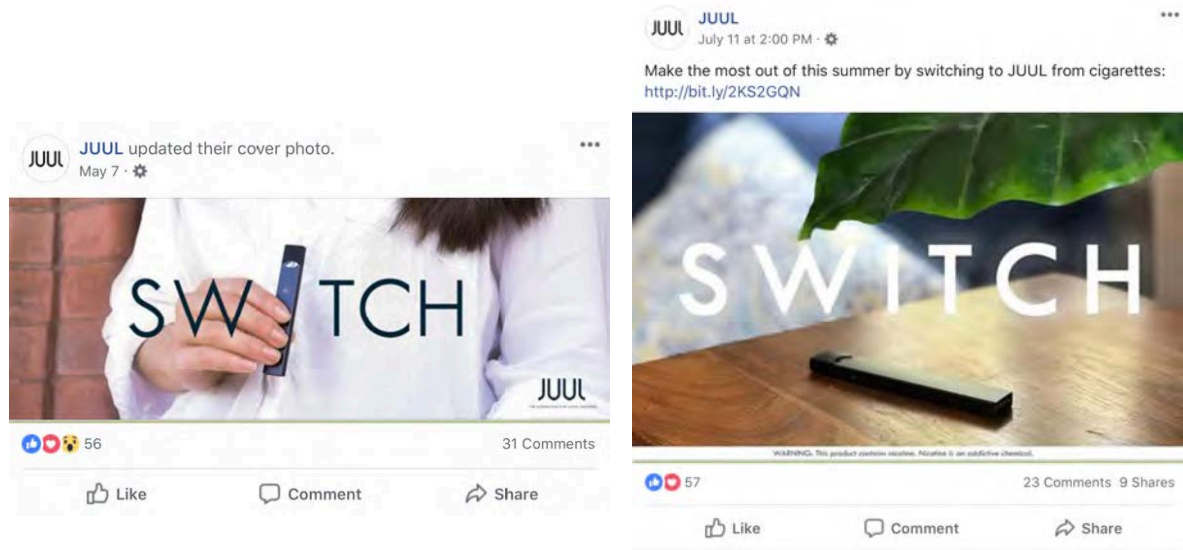 JUUL
JUUL updated their cover photo.
May 7 ·
SW TCH
JUUL
56
31 Comments
Like Comment Share
JUUL
JUUL
July 11 at 2:00 PM ·
Make the most out of this summer by switching to JUUL from cigarettes:
http://bit.ly/2KS2GQN
SWITCH
WARNING: This product contains nicotine. Nicotine is an addictive chemical.
57
23 Comments 9 Shares
Like Comment Share